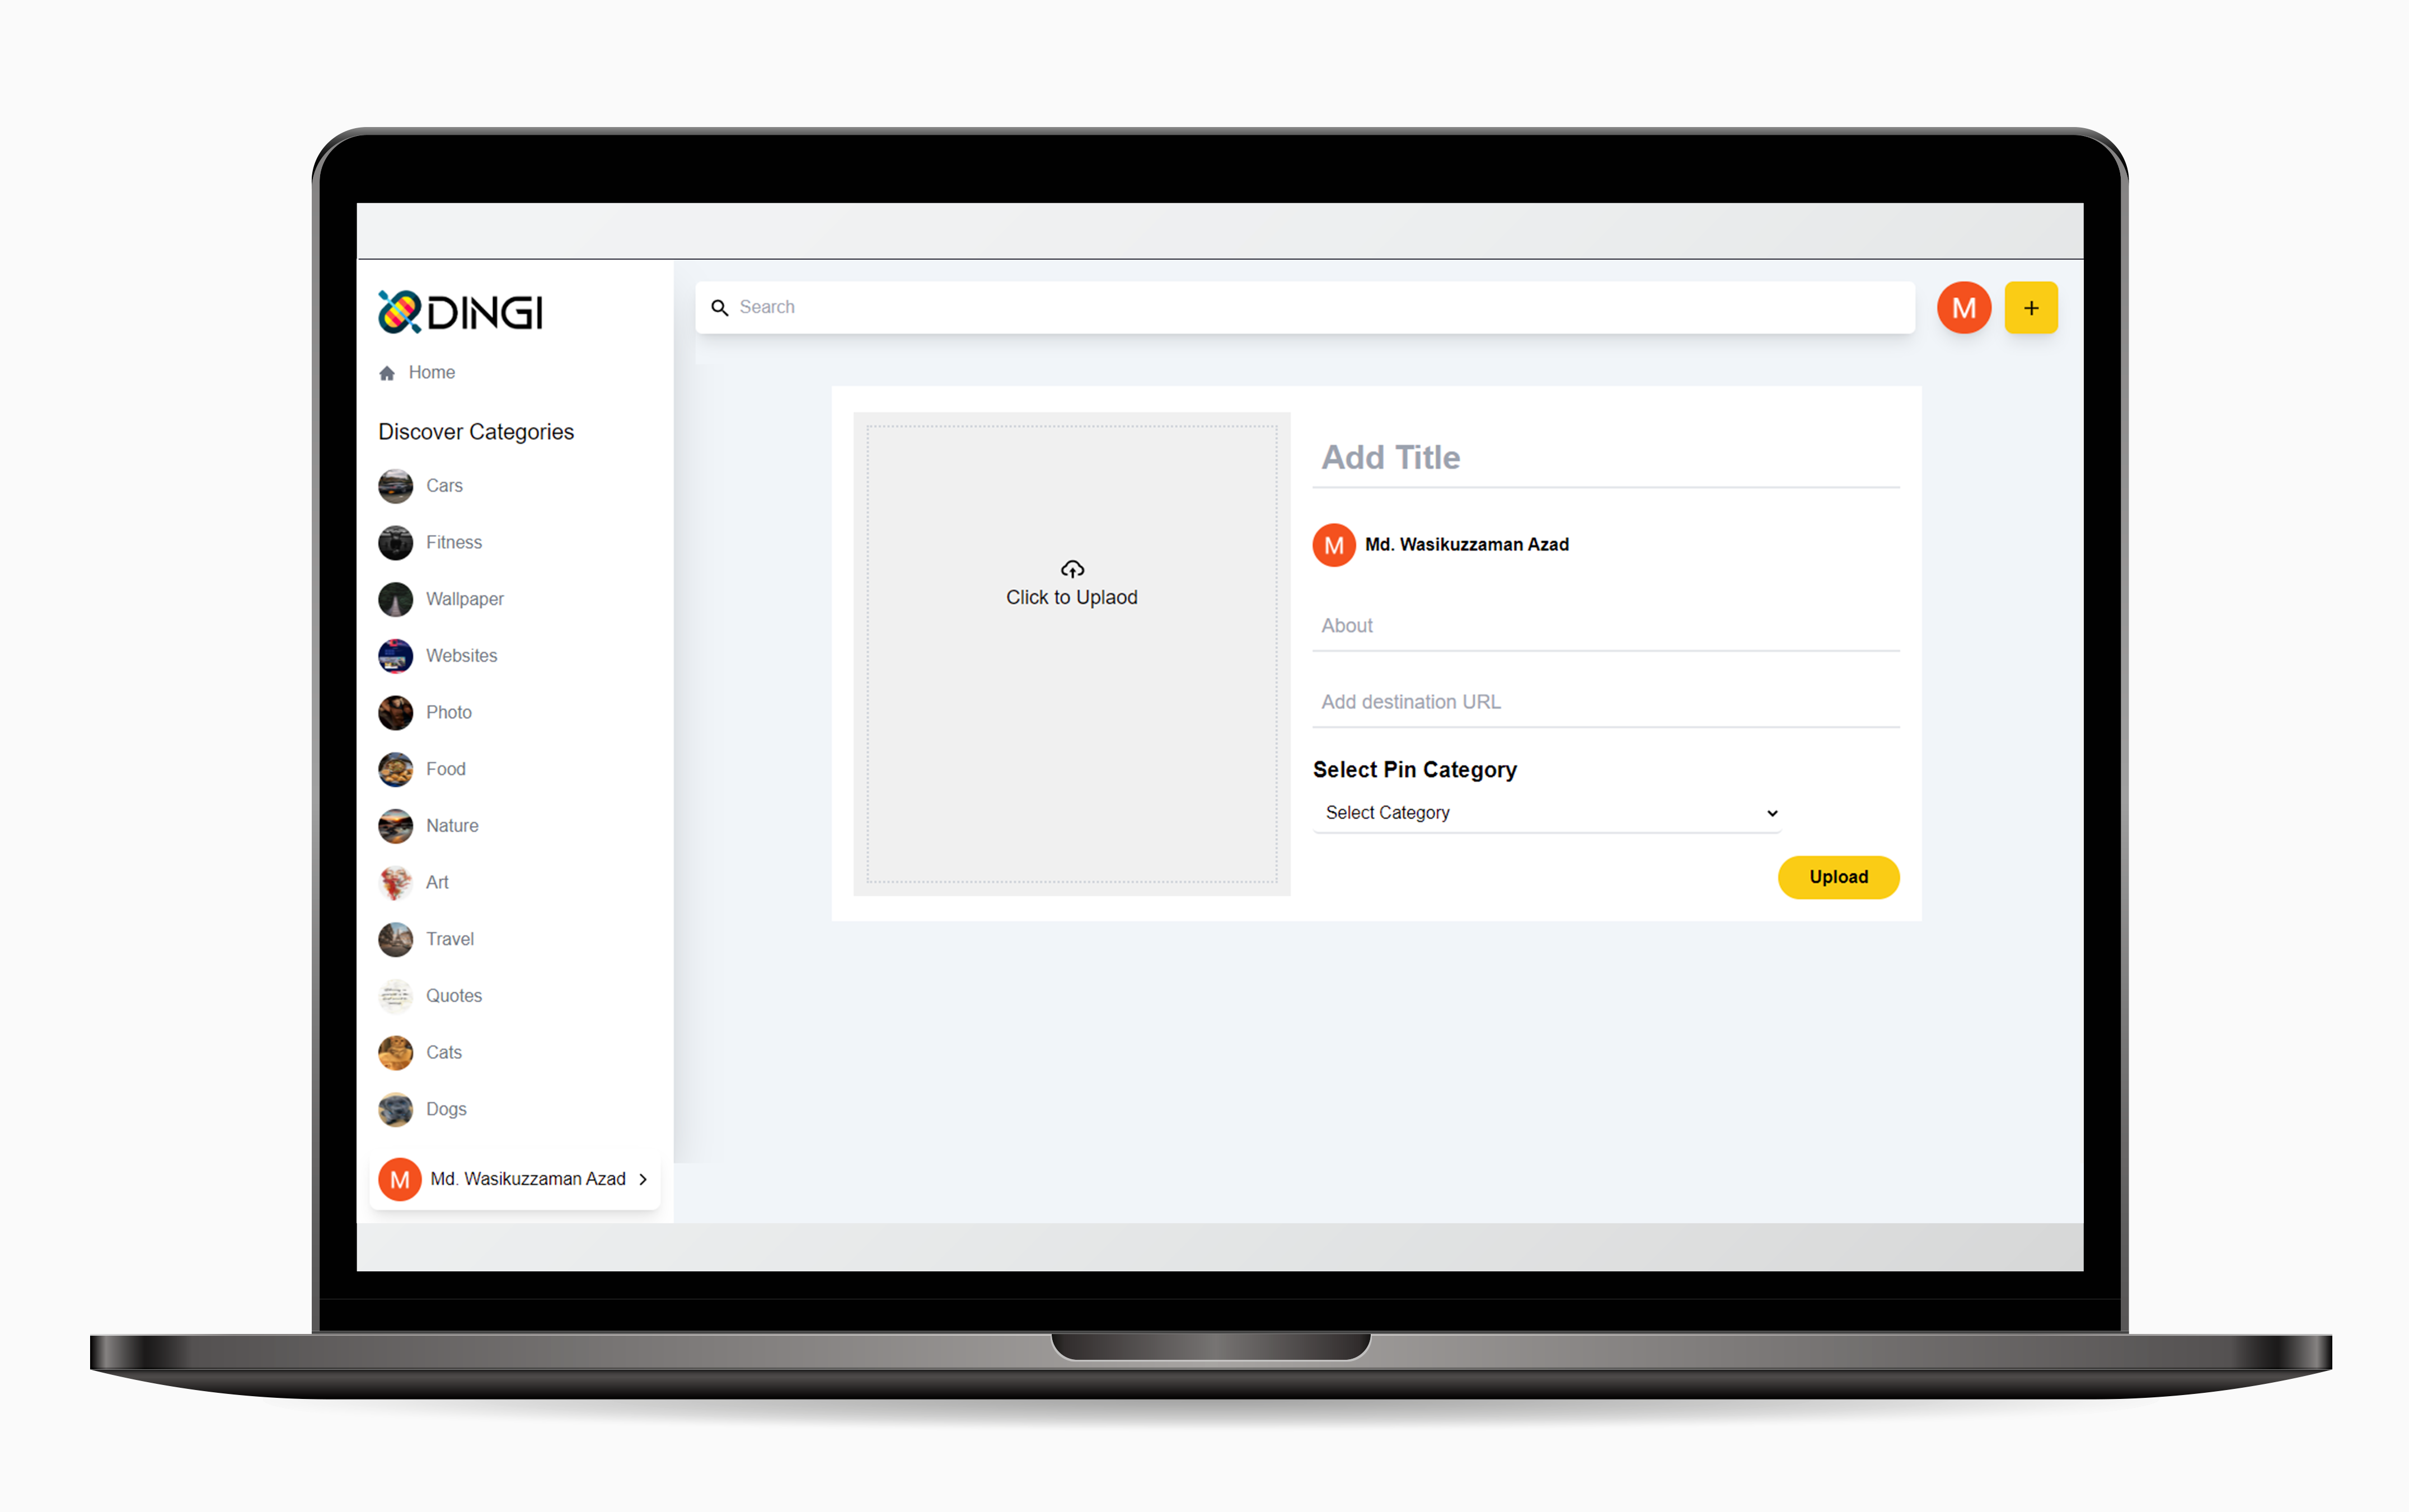 DINGI
Home
Discover Categories
Cars
Fitness
Wallpaper
Websites
Photo
Food
Nature
Art
Travel
Quotes
Cats
Dogs
M Md. Wasikuzzaman Azad
Search
M +
Click to Uplaod
Add Title
M Md. Wasikuzzaman Azad
About
Add destination URL
Select Pin Category
Select Category
Upload